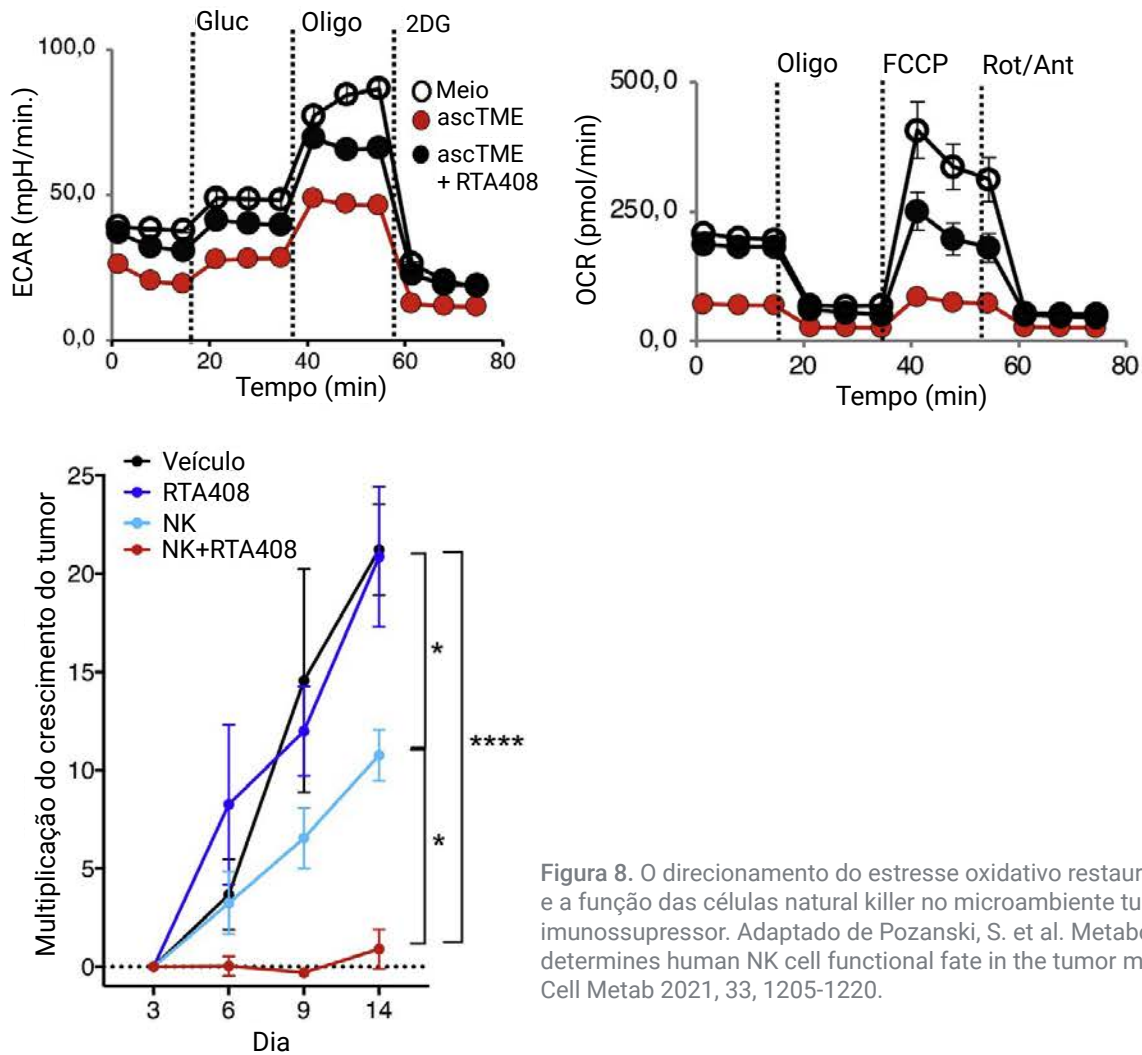 Gluc Oligo 2DG
100,0
50,0
0,0
ECAR (mpH/min.)
Meio
ascTME
ascTME
+ RTA408
0 20 40 60 80
Tempo (min)
Oligo FCCP Rot/Ant
500,0
250,0
0,0
OCR (pmol/min)
0 20 40 60 80
Tempo (min)
Veículo
RTA408
NK
NK+RTA408
Multiplicação do crescimento do tumor
25
20
15
10
5
0
*
*
****
3 6 9 14
Dia
Figura 8. O direcionamento do estresse oxidativo restaur
e a função das células natural killer no microambiente tu
imunossupressor. Adaptado de Pozanski, S. et al. Metabo
determines human NK cell functional fate in the tumor m
Cell Metab 2021, 33, 1205-1220.